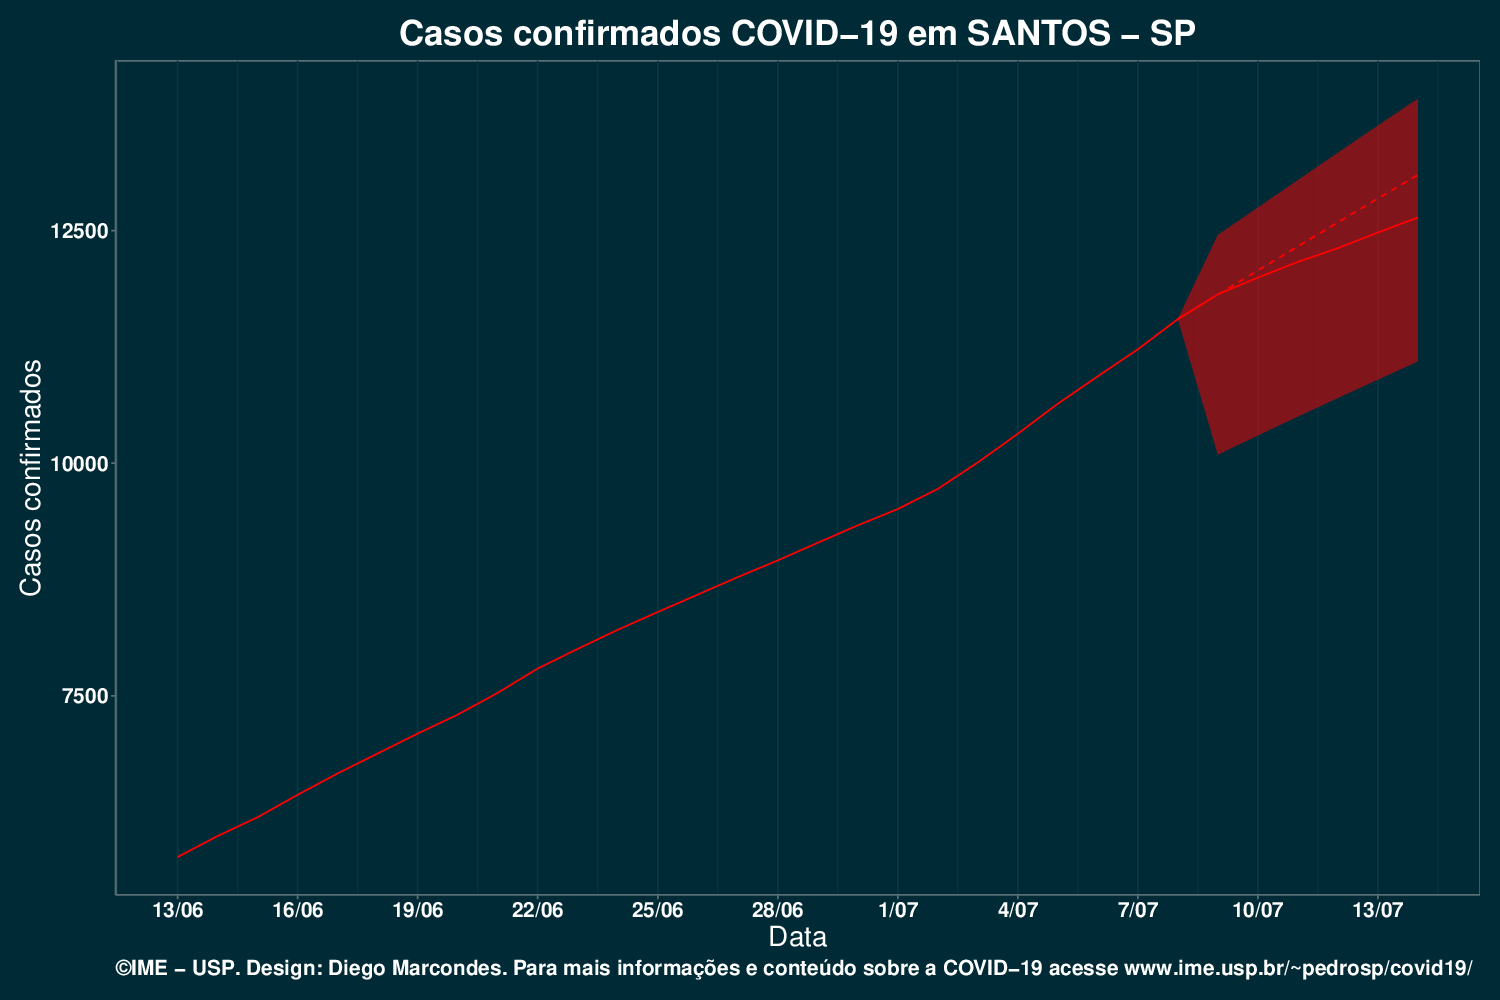 Casos confirmados COVID−19 em SANTOS − SP
Casos confirmados
12500
10000
7500
13/06 16/06 19/06 22/06 25/06 28/06 1/07 4/07 7/07 10/07 13/07
Data
©IME − USP. Design: Diego Marcondes. Para mais informações e conteúdo sobre a COVID−19 acesse www.ime.usp.br/~pedrosp/covid19/